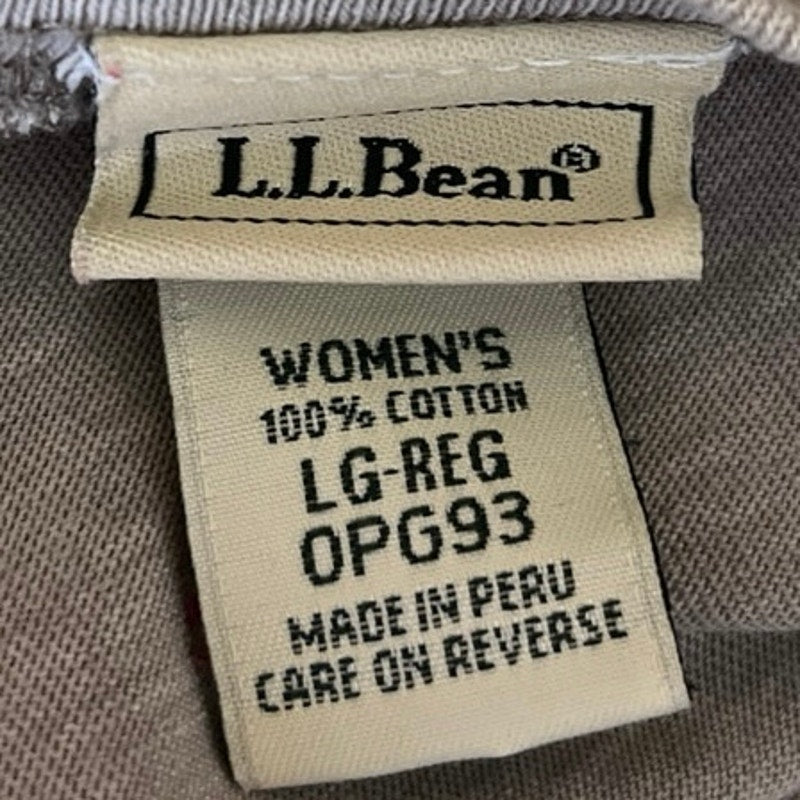 L.L.Bean®
WOMEN'S
100% COTTON
LG-REG
0PG93
MADE IN PERU
CARE ON REVERSE